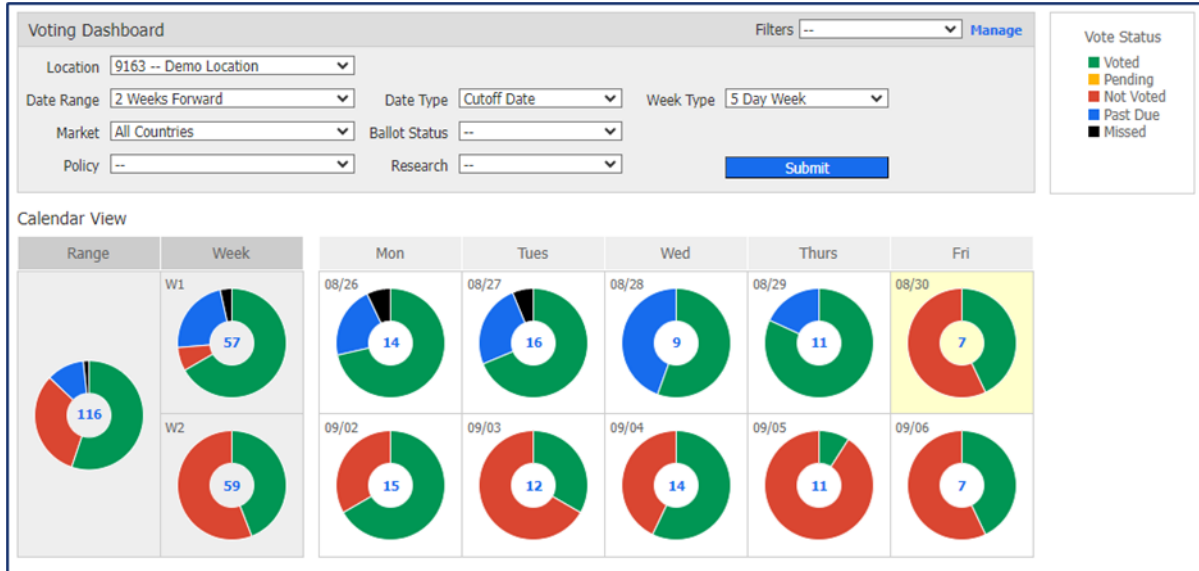 Voting Dashboard Filters -- Manage
Location 9163 -- Demo Location
Date Range 2 Weeks Forward Date Type Cutoff Date Week Type 5 Day Week
Market All Countries Ballot Status --
Policy -- Research -- Submit
Vote Status
Voted
Pending
Not Voted
Past Due
Missed
Calendar View
Range Week Mon Tues Wed Thurs Fri
W1 08/26 08/27 08/28 08/29 08/30
57 14 16 9 11 7
116
W2 09/02 09/03 09/04 09/05 09/06
59 15 12 14 11 7